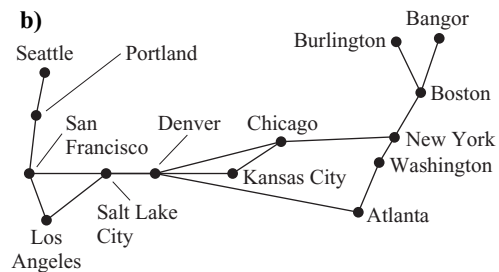 b)
Bangor
Burlington
Seattle
Portland
Boston
San
Francisco
Denver
Chicago
New York
Washington
Kansas City
Salt Lake
City
Atlanta
Los
Angeles